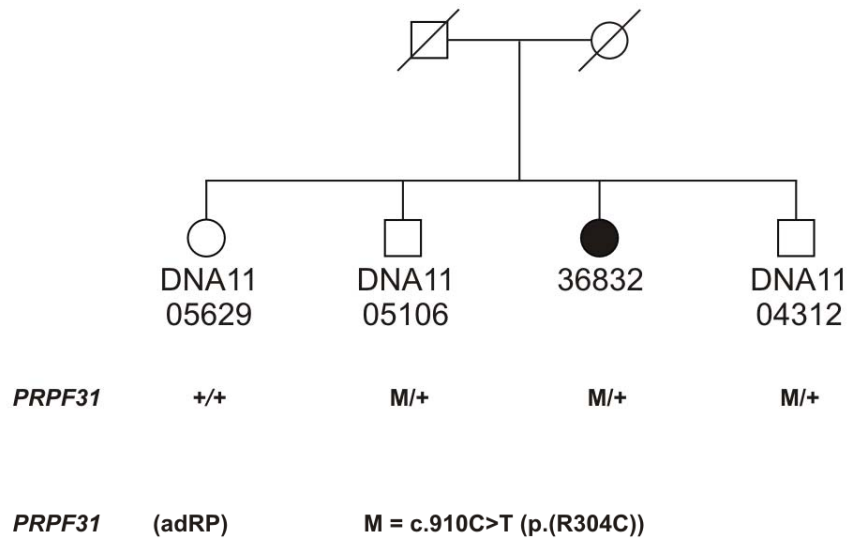 DNA11 DNA11 36832 DNA11
05629 05106 04312
PRPF31 +/+ M/+ M/+ M/+
PRPF31 (adRP) M = c.910C>T (p.(R304C))